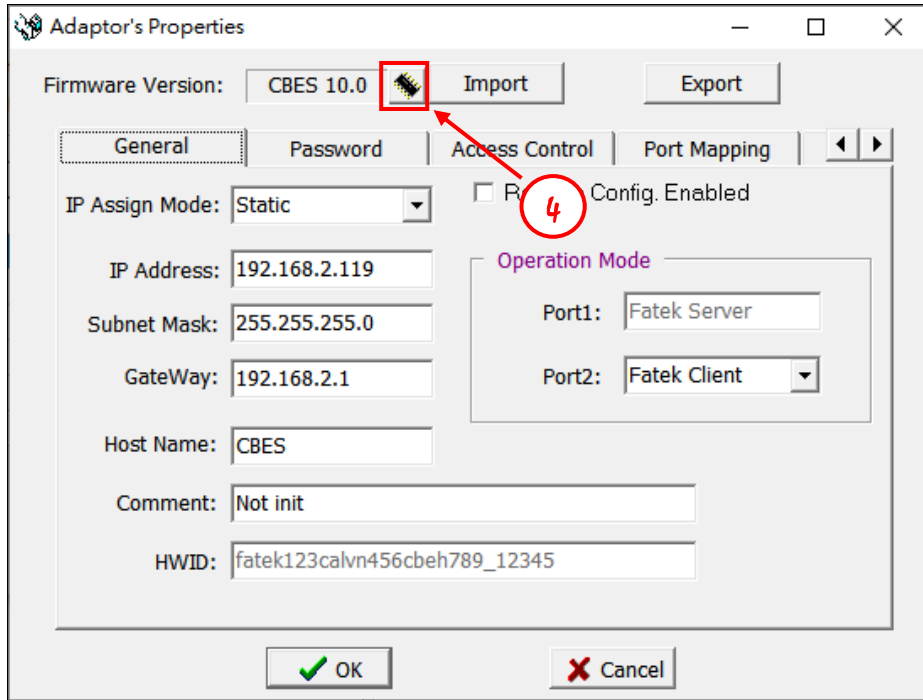 Adaptor's Properties
Firmware Version: CBES 10.0 Import Export
General Password Access Control Port Mapping
IP Assign Mode: Static
Config. Enabled
4
IP Address: 192.168.2.119
Operation Mode
Subnet Mask: 255.255.255.0
Port1: Fatek Server
GateWay: 192.168.2.1
Port2: Fatek Client
Host Name: CBES
Comment: Not init
HWID: fatek123calvn456cbeh789_12345
OK Cancel